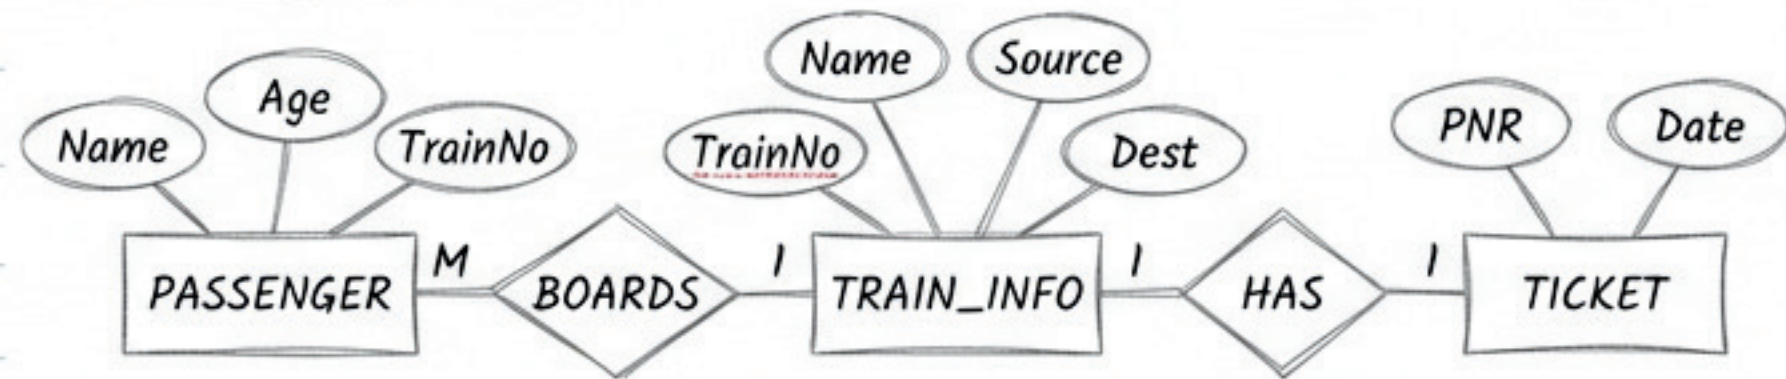 Name Age TrainNo TrainNo Name Source Dest PNR Date
M 1 1 1
PASSENGER BOARDS TRAIN_INFO HAS TICKET